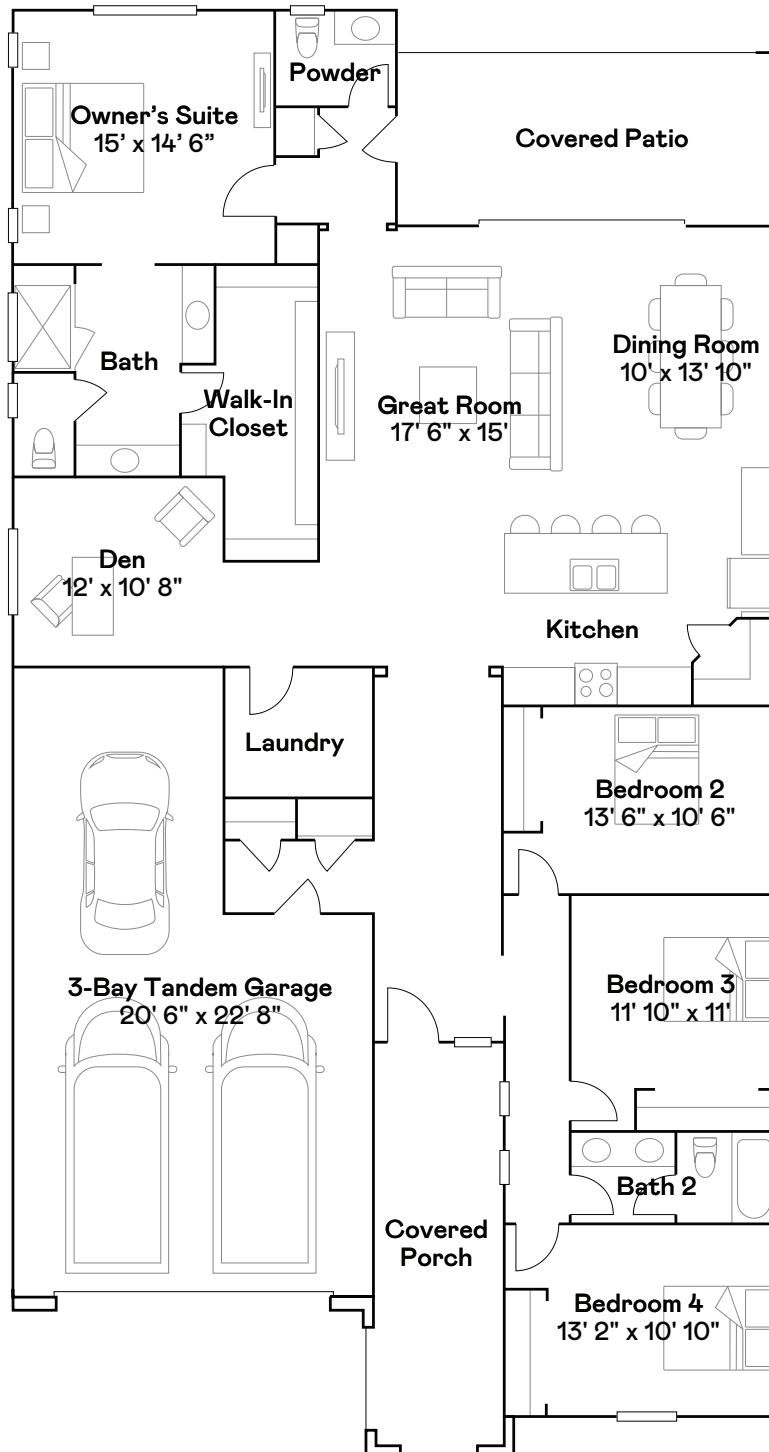 Powder
Owner's Suite
15' x 14' 6”
Covered Patio
Bath
Walk-In
Closet
Great Room
17' 6" x 15'
Dining Room
10' x 13' 10"
Den
12' x 10' 8"
Kitchen
Laundry
Bedroom 2
13' 6" x 10' 6"
3-Bay Tandem Garage
20' 6" x 22' 8"
Bedroom 3
11' 10" x 11'
Bath 2
Covered
Porch
Bedroom 4
13' 2" x 10' 10"